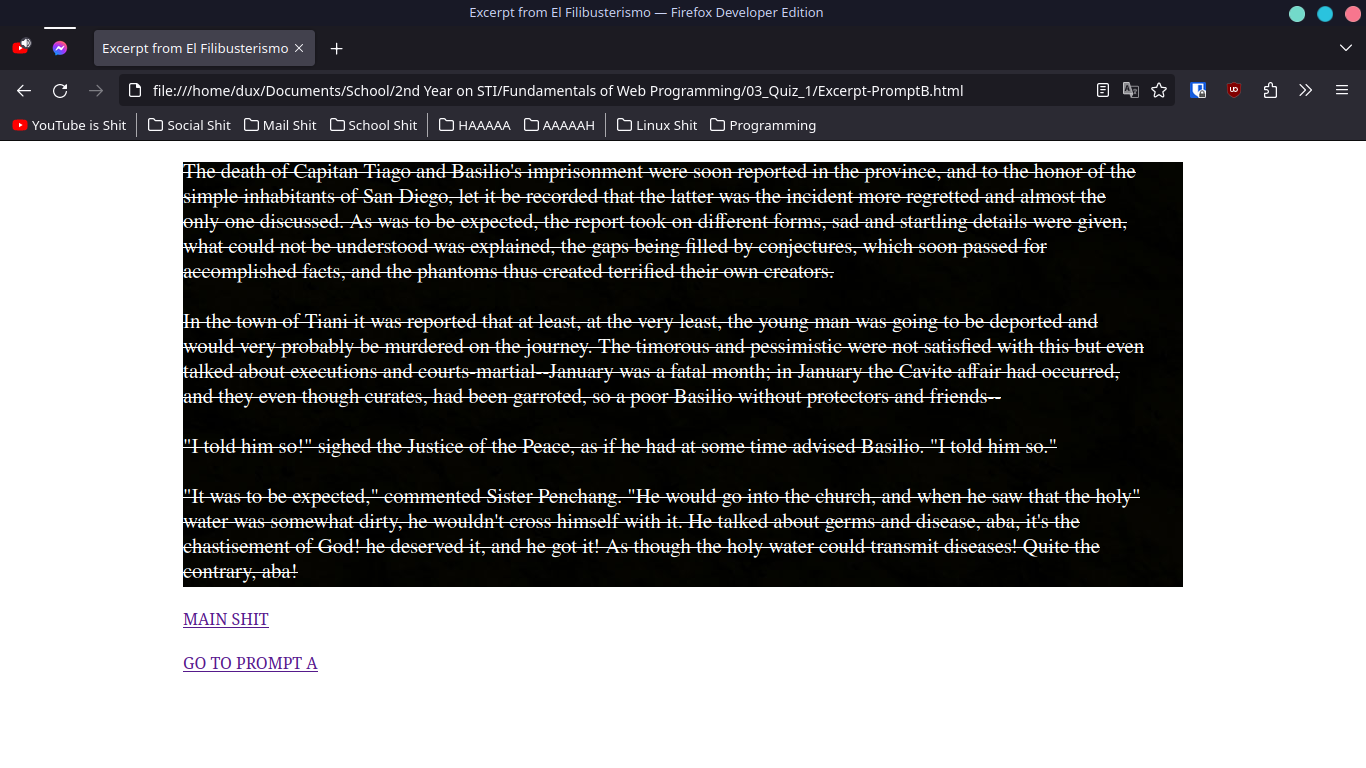 Excerpt from El Filibusterismo — Firefox Developer Edition
Excerpt from El Filibusterismo
file:///home/dux/Documents/School/2nd Year on STI/Fundamentals of Web Programming/03_Quiz_1/Excerpt-PromptB.html
YouTube is Shit Social Shit Mail Shit School Shit HAAAAA AAAAAH Linux Shit Programming
The death of Capitan Tiago and Basilio's imprisonment were soon reported in the province, and to the honor of the
simple inhabitants of San Diego, let it be recorded that the latter was the incident more regretted and almost the
only one discussed. As was to be expected, the report took on different forms, sad and startling details were given,
what could not be understood was explained, the gaps being filled by conjectures, which soon passed for
accomplished facts, and the phantoms thus created terrified their own creators.
In the town of Tiani it was reported that at least, at the very least, the young man was going to be deported and
would very probably be murdered on the journey. The timorous and pessimistic were not satisfied with this but even
talked about executions and courts-martial--January was a fatal month; in January the Cavite affair had occurred,
and they even though curates, had been garroted, so a poor Basilio without protectors and friends--
"I told him so!" sighed the Justice of the Peace, as if he had at some time advised Basilio. "I told him so."
"It was to be expected," commented Sister Penchang. "He would go into the church, and when he saw that the holy"
water was somewhat dirty, he wouldn't cross himself with it. He talked about germs and disease, aba, it's the
chastisement of God! he deserved it, and he got it! As though the holy water could transmit diseases! Quite the
contrary, aba!
MAIN SHIT
GO TO PROMPT A